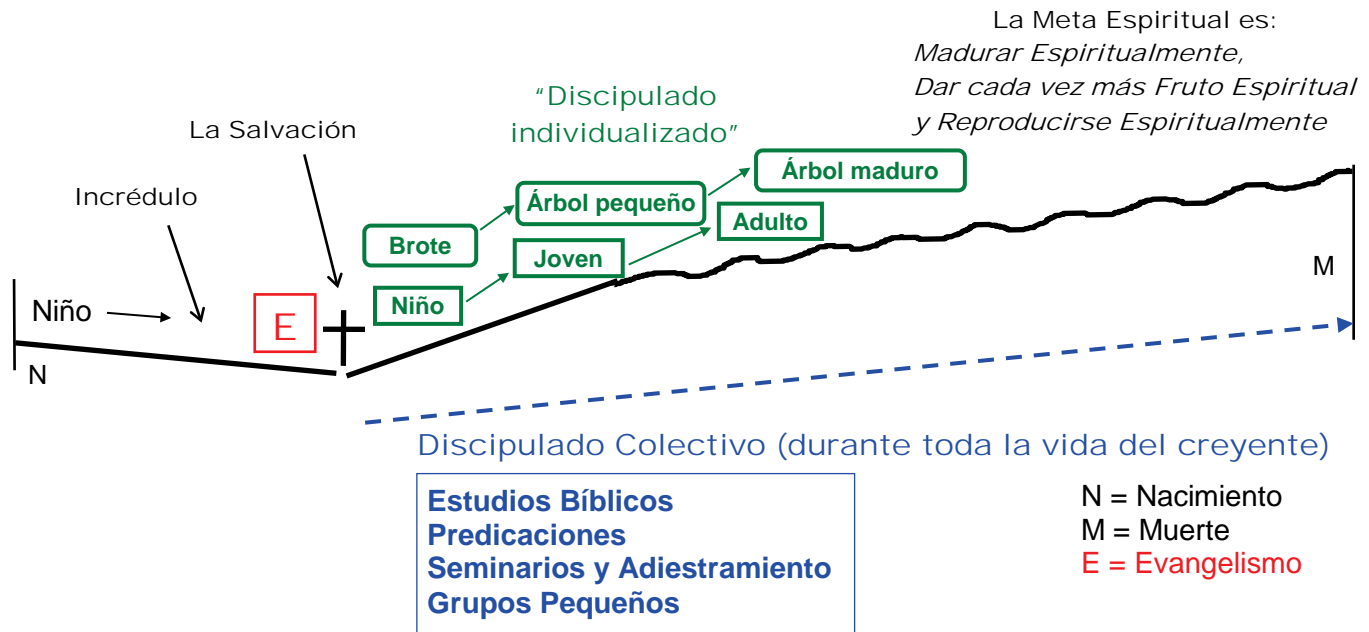 La Meta Espiritual es:
Madurar Espiritualmente,
Dar cada vez más Fruto Espiritual
y Reproducirse Espiritualmente
“Discipulado
individualizado”
La Salvación
Incrédulo
Árbol maduro
Árbol pequeño
Brote
Adulto
Joven
Niño
Niño
E
N
M
Discipulado Colectivo (durante toda la vida del creyente)
Estudios Bíblicos
Predicaciones
Seminarios y Adiestramiento
Grupos Pequeños
N = Nacimiento
M = Muerte
E = Evangelismo